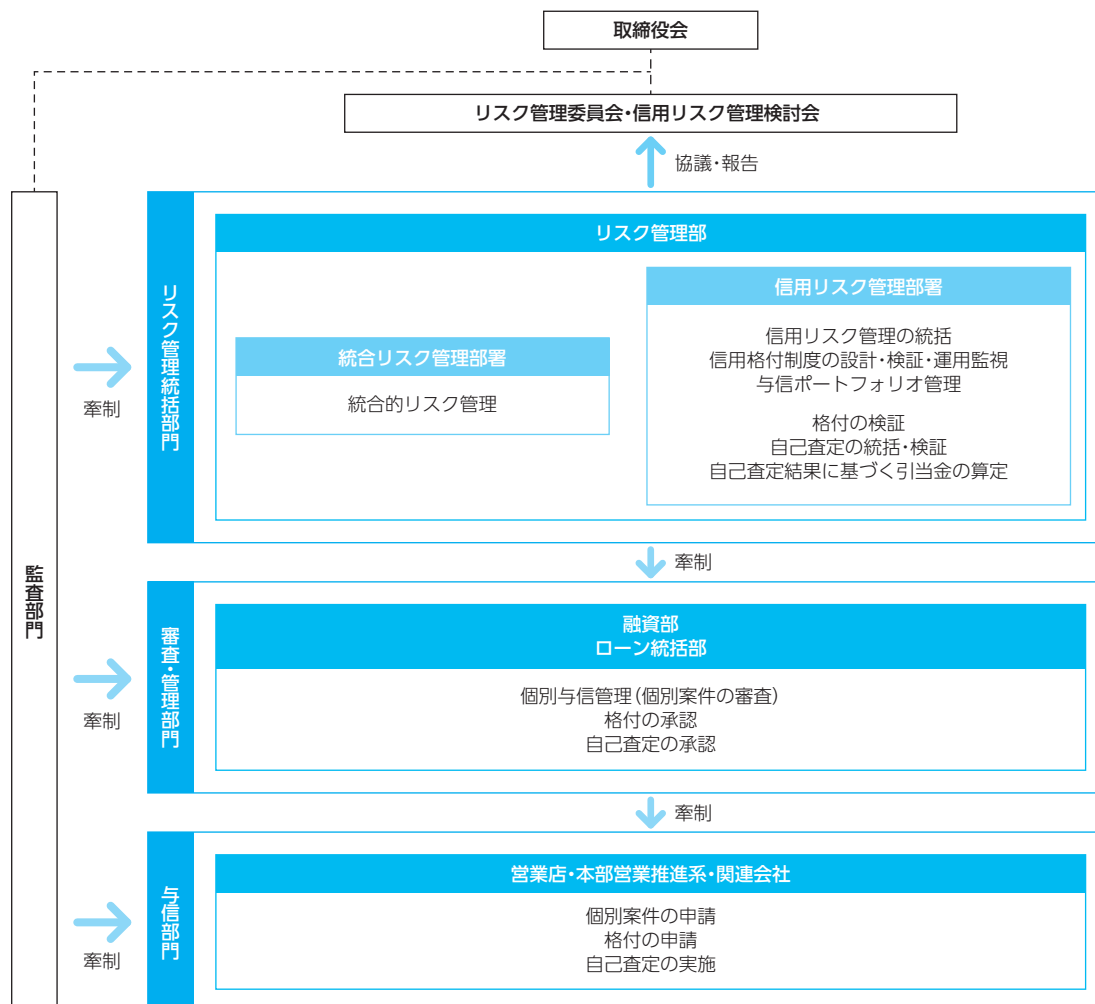 取締役会
リスク管理委員会・信用リスク管理検討会
協議・報告
監査部門
牽制
リスク管理統括部門
リスク管理部
統合リスク管理部署
統合的リスク管理
信用リスク管理部署
信用リスク管理の統括
信用格付制度の設計・検証・運用監視
与信ポートフォリオ管理
格付の検証
自己査定の統括・検証
自己査定結果に基づく引当金の算定
牽制
牽制
審査・管理部門
融資部
ローン統括部
個別与信管理(個別案件の審査)
格付の承認
自己査定の承認
牽制
牽制
与信部門
営業店・本部営業推進系・関連会社
個別案件の申請
格付の申請
自己査定の実施